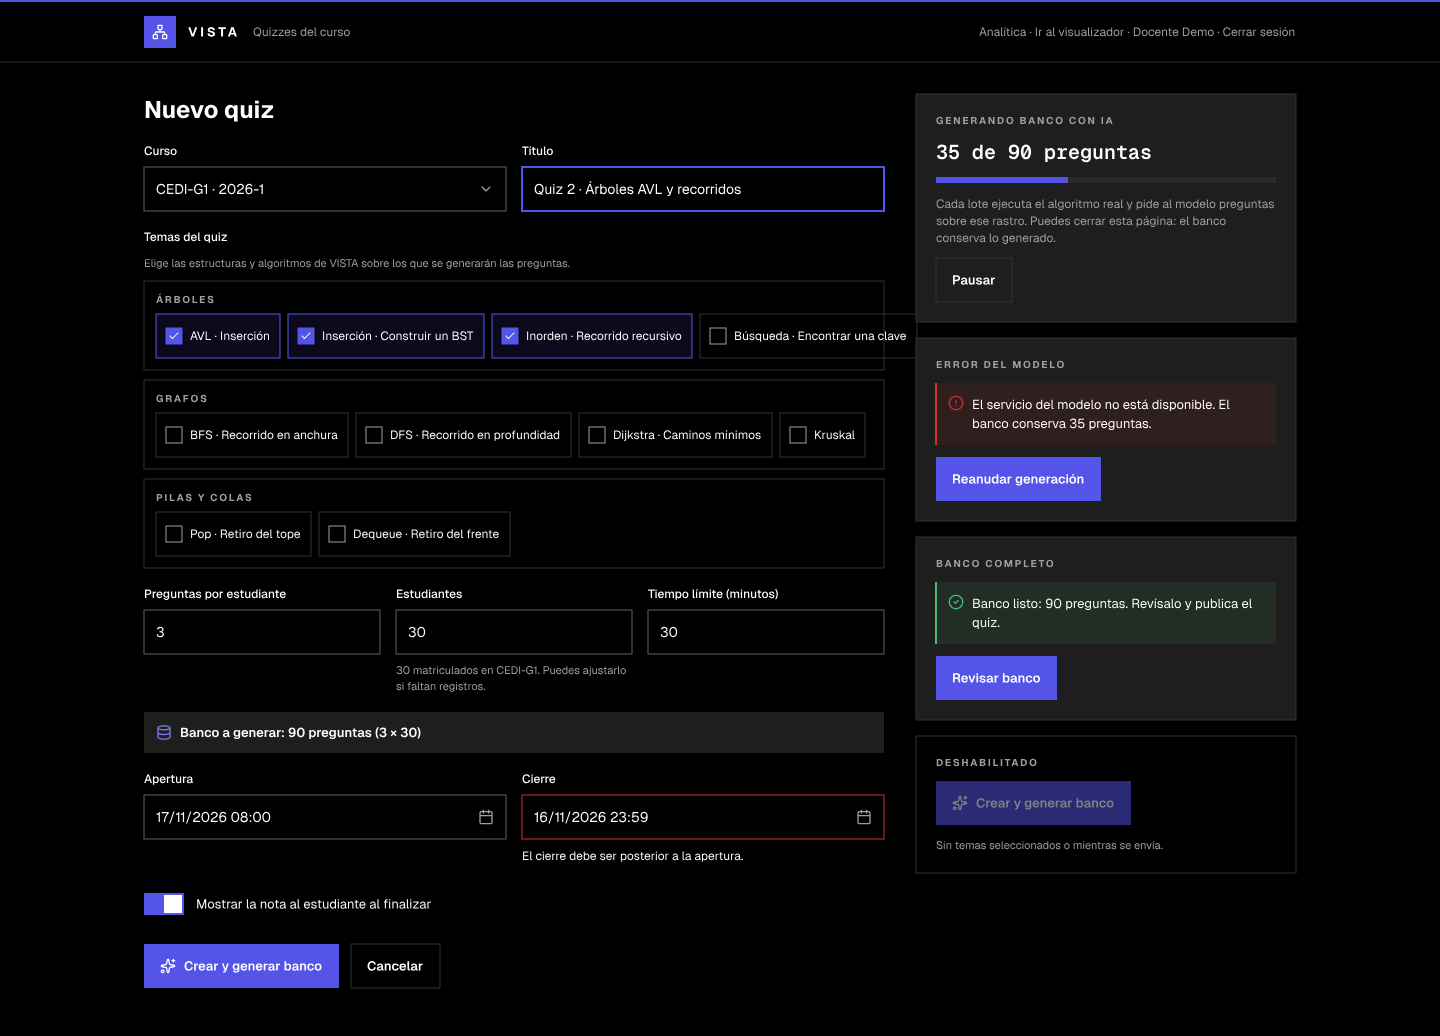 VISTA
Quizzes del curso
Analítica · Ir al visualizador · Docente Demo · Cerrar sesión
Nuevo quiz
Curso
CEDI-G1 · 2026-1
Título
Quiz 2 · Árboles AVL y recorridos
Temas del quiz
Elige las estructuras y algoritmos de VISTA sobre los que se generarán las preguntas.
ÁRBOLES
AVL · Inserción
Inserción · Construir un BST
Inorden · Recorrido recursivo
Búsqueda · Encontrar una clave
GRAFOS
BFS · Recorrido en anchura
DFS · Recorrido en profundidad
Dijkstra · Caminos mínimos
Kruskal
PILAS Y COLAS
Pop · Retiro del tope
Dequeue · Retiro del frente
Preguntas por estudiante
3
Estudiantes
30
30 matriculados en CEDI-G1. Puedes ajustarlo
si faltan registros.
Tiempo límite (minutos)
30
Banco a generar: 90 preguntas (3 × 30)
Apertura
17/11/2026 08:00
Cierre
16/11/2026 23:59
El cierre debe ser posterior a la apertura.
Mostrar la nota al estudiante al finalizar
Crear y generar banco
Cancelar
GENERANDO BANCO CON IA
35 de 90 preguntas
Cada lote ejecuta el algoritmo real y pide al modelo preguntas
sobre ese rastro. Puedes cerrar esta página: el banco
conserva lo generado.
Pausar
ERROR DEL MODELO
El servicio del modelo no está disponible. El
banco conserva 35 preguntas.
Reanudar generación
BANCO COMPLETO
Banco listo: 90 preguntas. Revísalo y publica el
quiz.
Revisar banco
DESHABILITADO
Crear y generar banco
Sin temas seleccionados o mientras se envía.